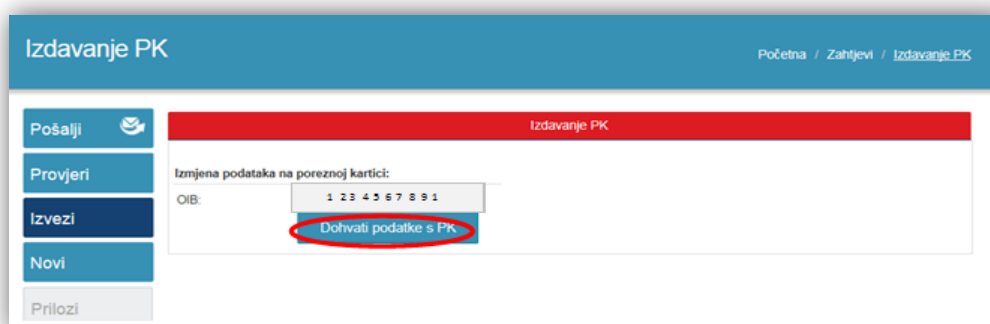 Izdavanje PK
Početna / Zahtjevi / Izdavanje PK
Pošalji
Provjeri
Izvezi
Novi
Prilozi
Izdavanje PK
Izmjena podataka na poreznoj kartici:
OIB: 1 2 3 4 5 6 7 8 9 1
Dohvati podatke s PK